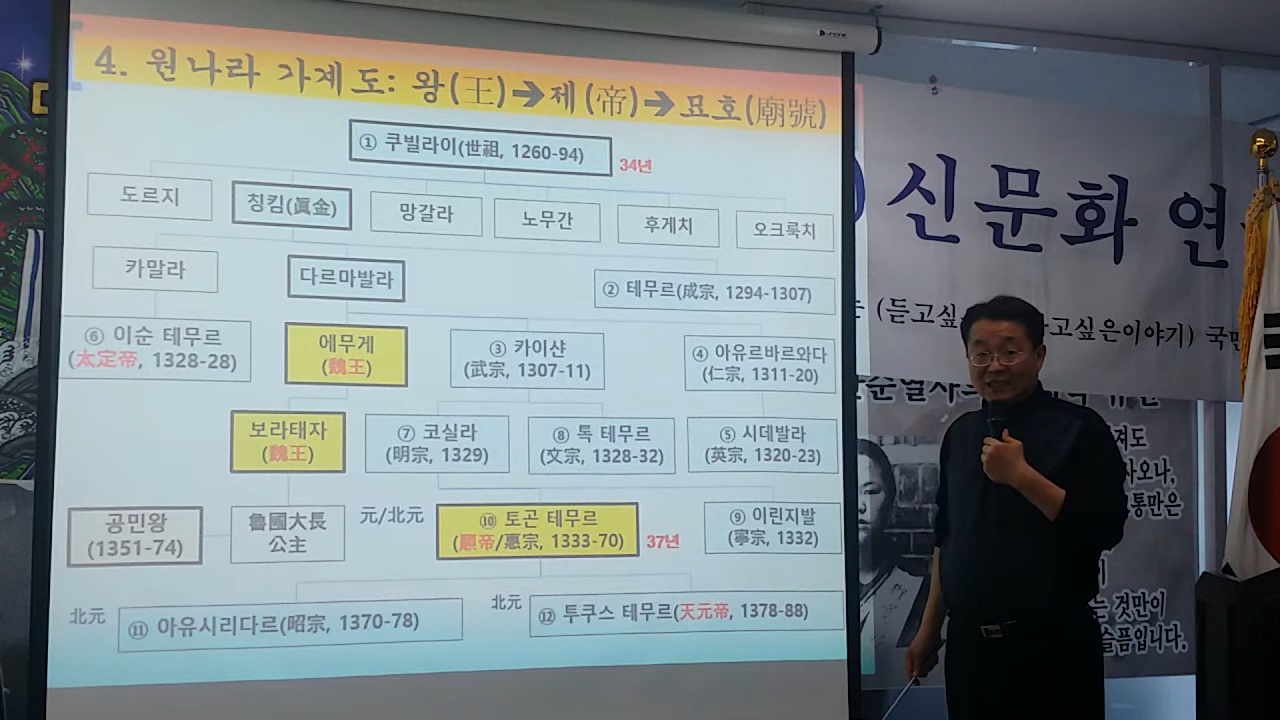 4. 원나라 가계도: 왕(王)➔제(帝)➔묘호(廟號)
① 쿠빌라이(世祖, 1260-94)
34년
도르지
칭킴(眞金)
망갈라
노무간
후게치
오크룩치
카말라
다르마발라
② 테무르(成宗, 1294-1307)
⑥ 이순 테무르
(太定帝, 1328-28)
에무게
(魏王)
③ 카이샨
(武宗, 1307-11)
④ 아유르바르와다
(仁宗, 1311-20)
보라태자
(魏王)
⑦ 코실라
(明宗, 1329)
⑧ 톡 테무르
(文宗, 1328-32)
⑤ 시데발라
(英宗, 1320-23)
공민왕
(1351-74)
魯國大長
公主
元/北元
⑩ 토곤 테무르
(順帝/惠宗, 1333-70)
37년
⑨ 이린지발
(寧宗, 1332)
北元
⑪ 아유시리다르(昭宗, 1370-78)
北元
⑫ 투쿠스 테무르(天元帝, 1378-88)
신문화 연
(듣고싶
고싶은이야기) 국민
순열사의
져도
사오나,
통만은
는 것만이
슬픔입니다.